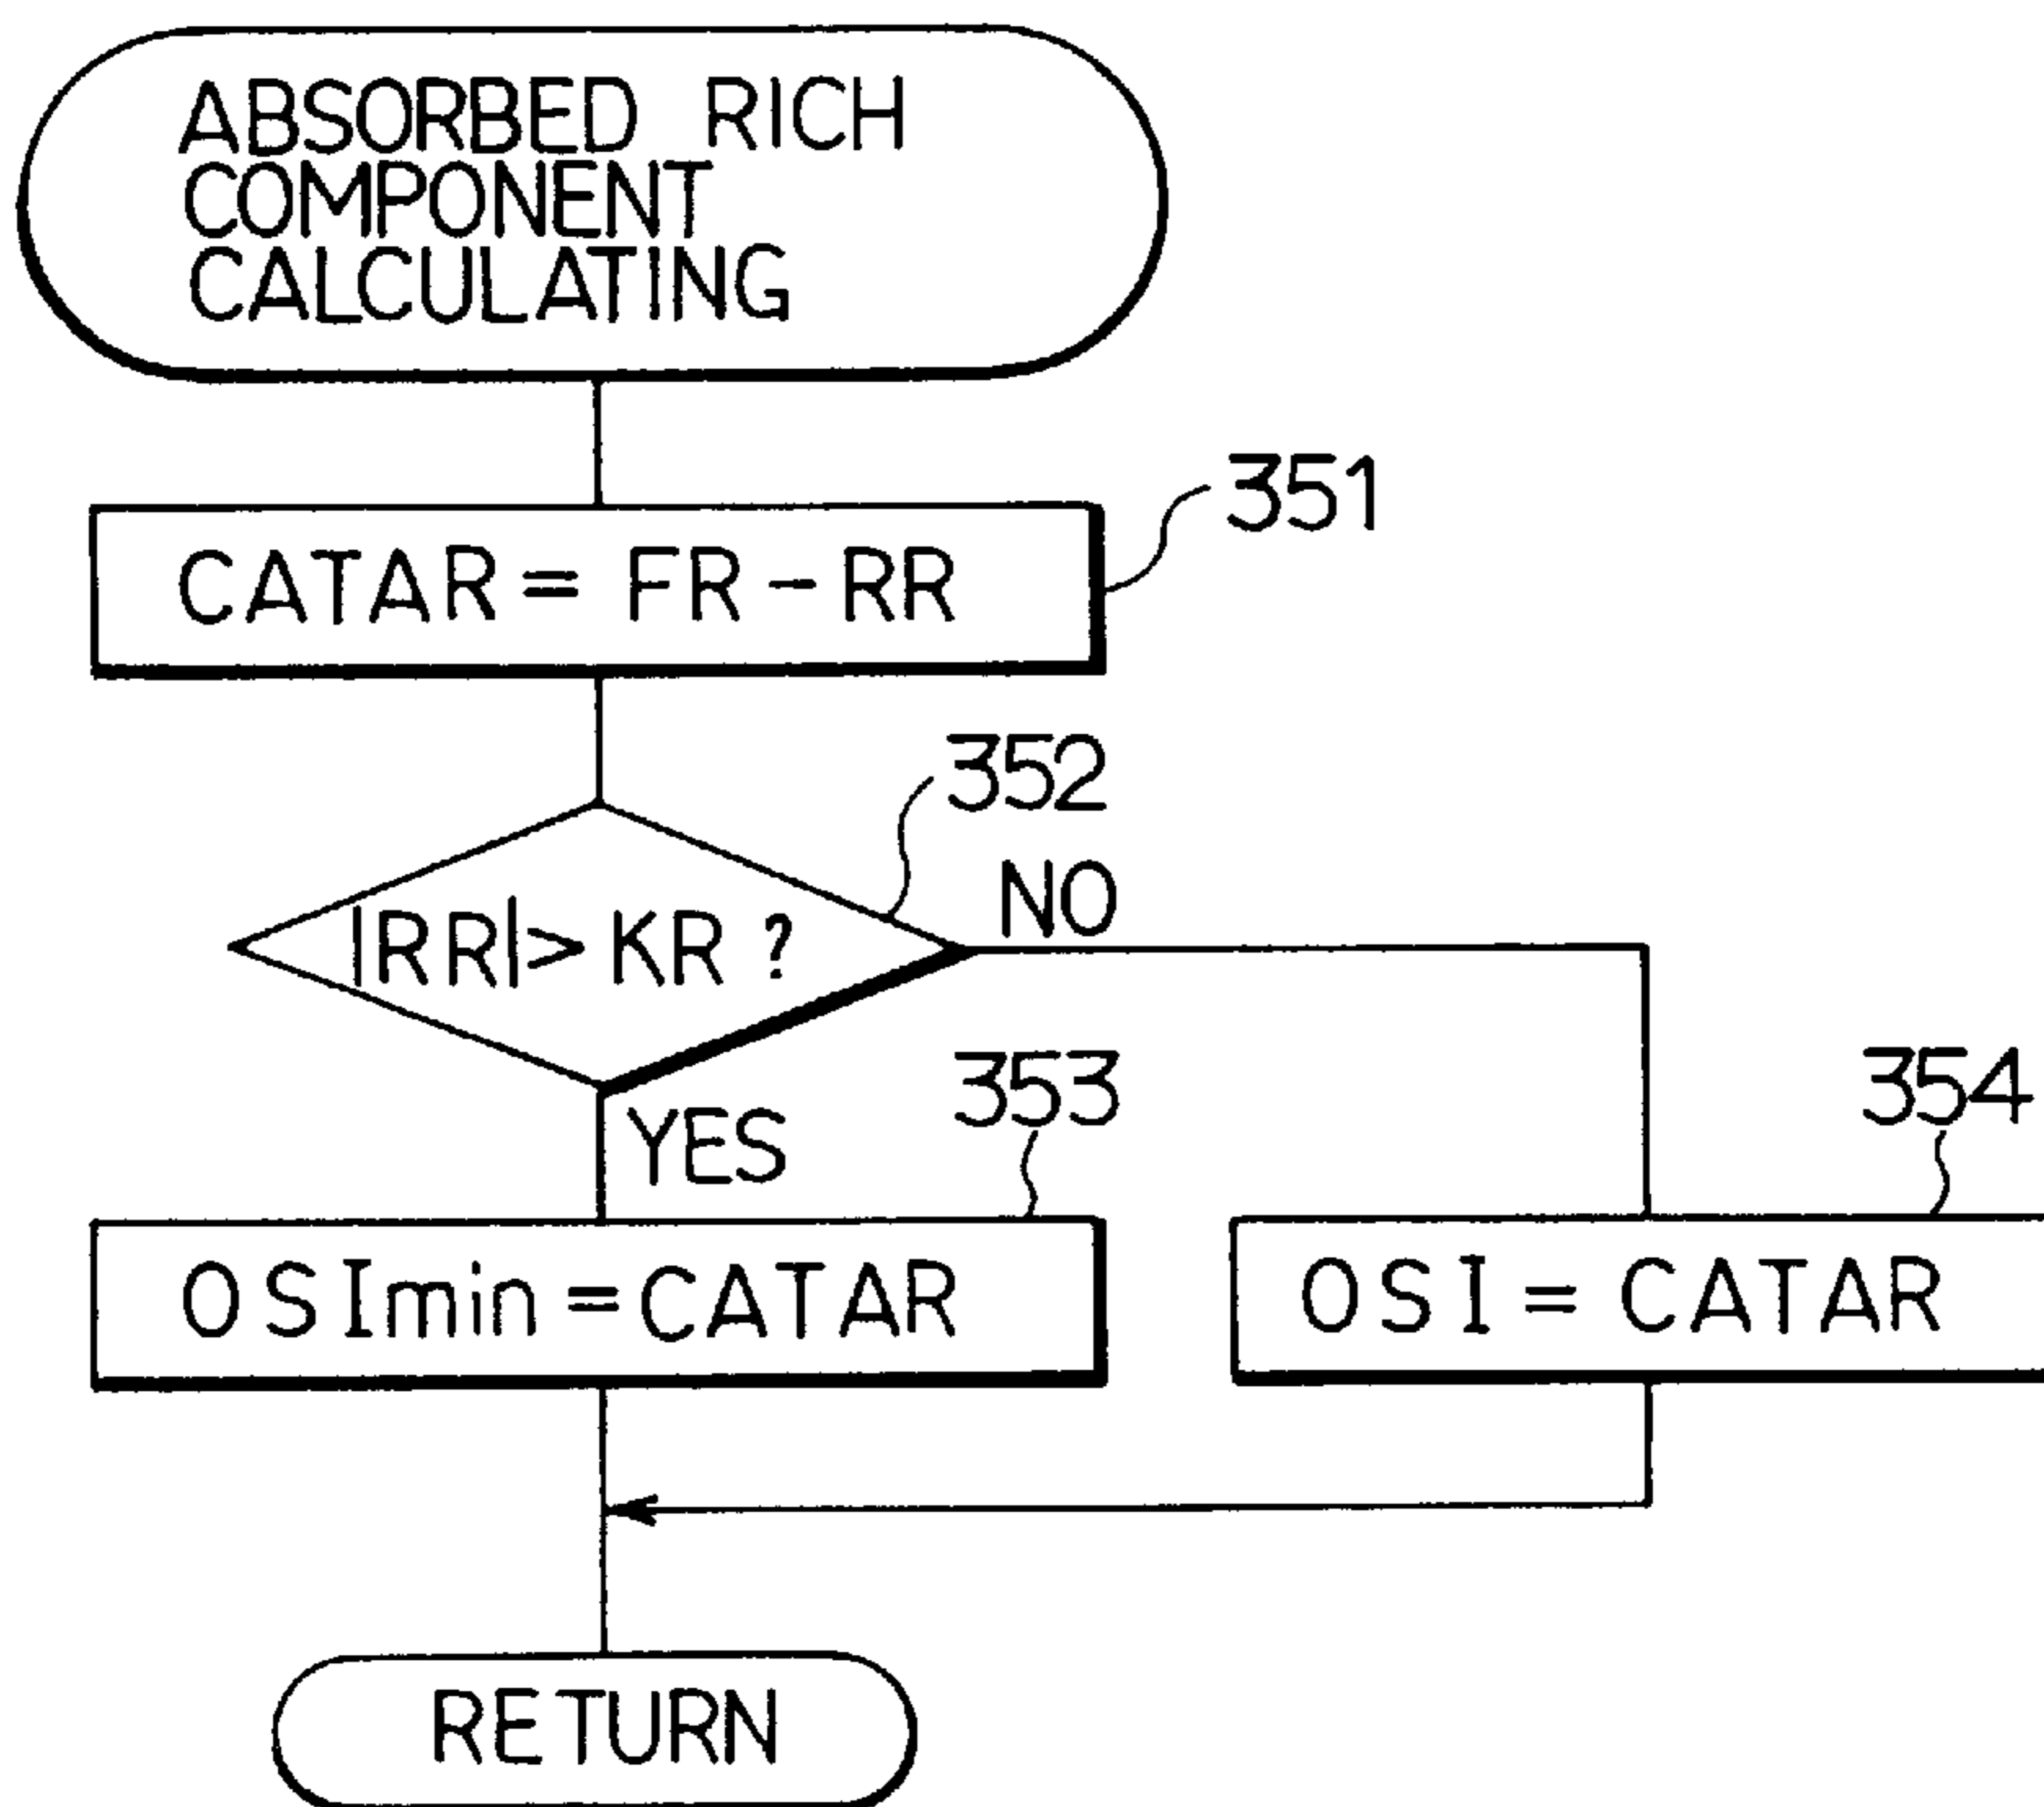 ABSORBED RICH
COMPONENT
CALCULATING
351
CATAR = FR - RR
352
NO
|RR| > KR ?
YES
353
354
OSImin = CATAR
OSI = CATAR
RETURN